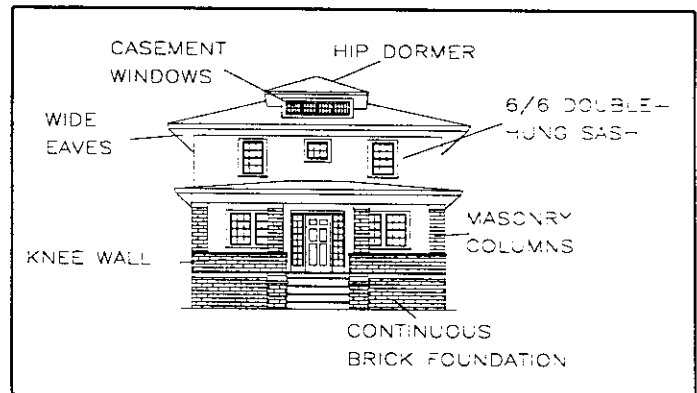 CASEMENT
WINDOWS
HIP DORMER
WIDE
EAVES
6/6 DOUBLE-
HUNG SASH
KNEE WALL
MASONRY
COLUMNS
CONTINUOUS
BRICK FOUNDATION